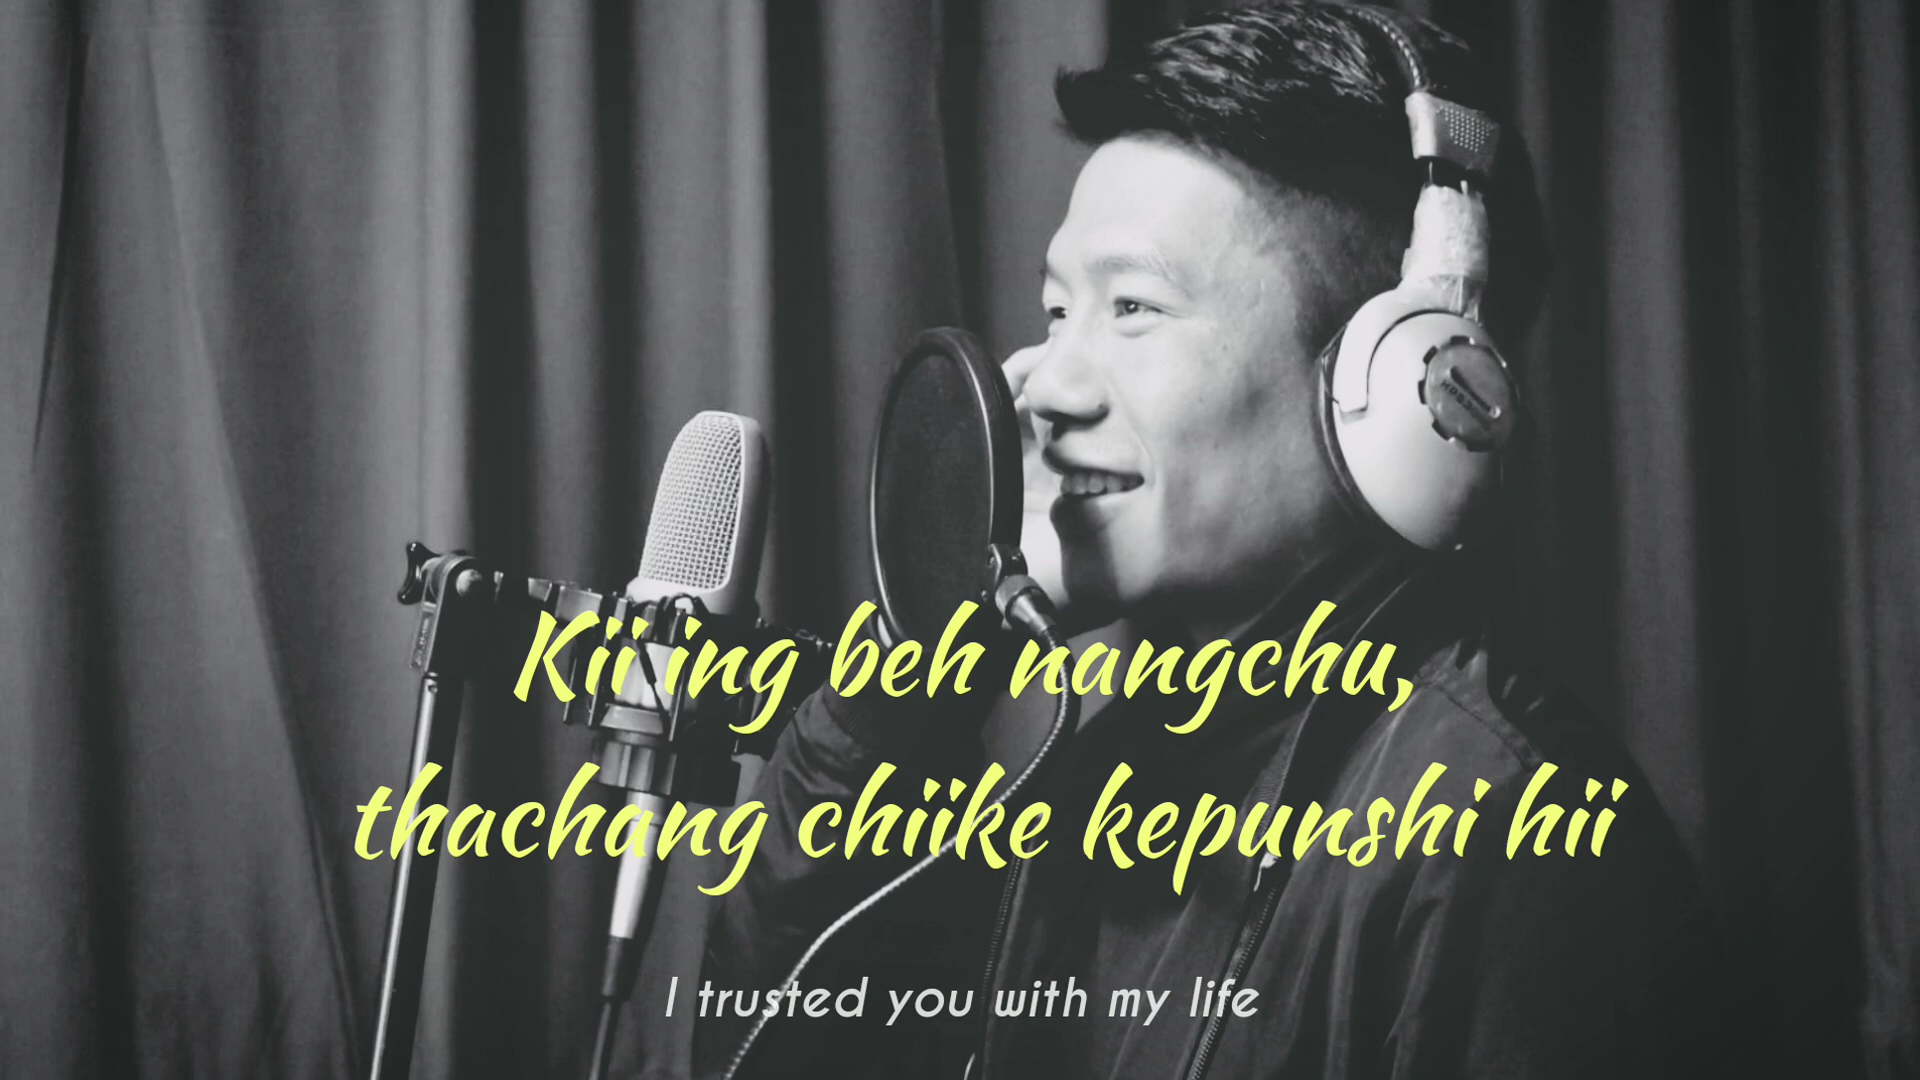 Kii ing beh nangchu,
thachang chiike kepunshi hii
I trusted you with my life